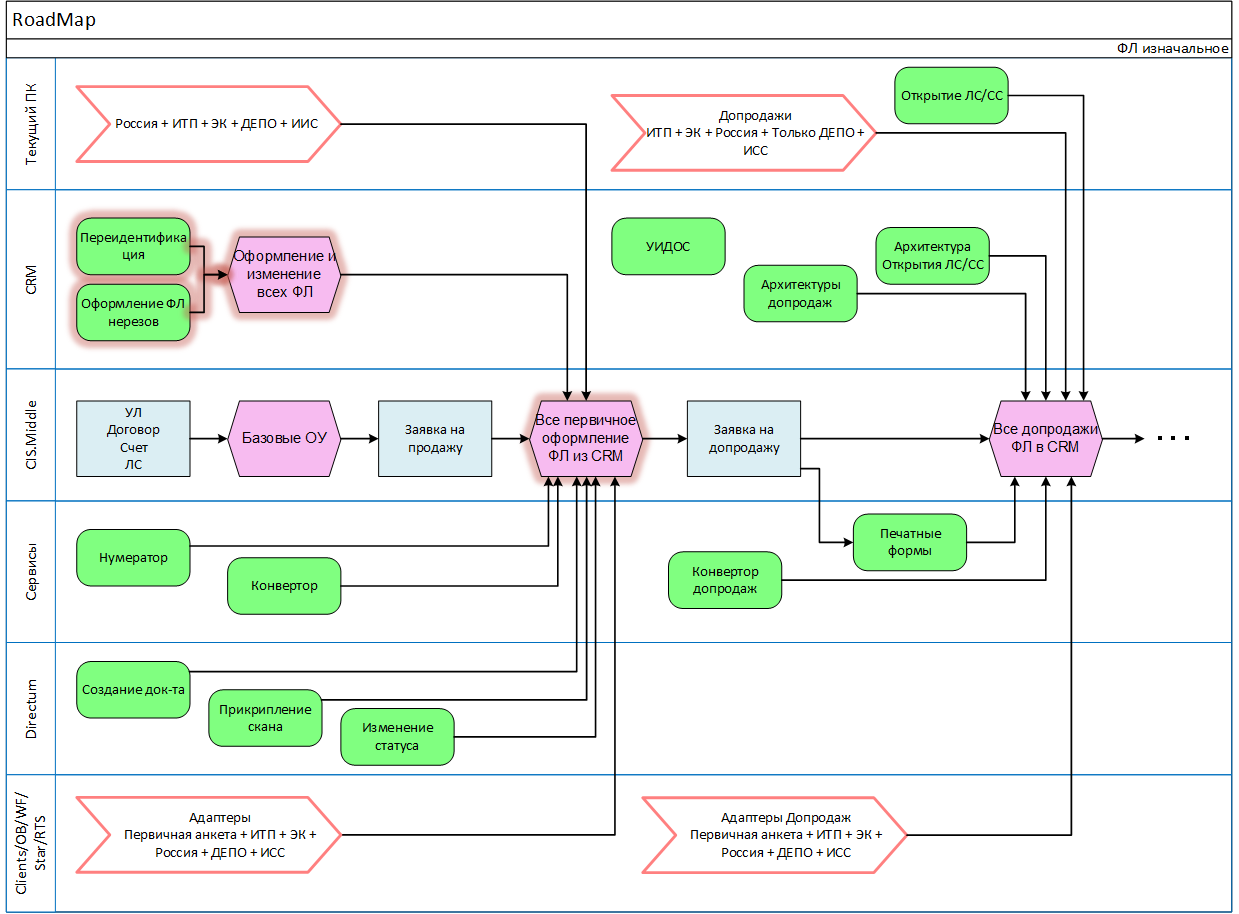 RoadMap
ФЛ изначальное
Текущий ПК
Россия + ИТП + ЭК + ДЕПО + ИИС
Допродажи
ИТП + ЭК + Россия + Только ДЕПО +
ИСС
Открытие ЛС/СС
CRM
Переидентифика
ция
Оформление ФЛ
нерезов
Оформление и
изменение
всех ФЛ
УИДОС
Архитектуры
допродаж
Архитектура
Открытия ЛС/СС
CIS.Middle
УЛ
Договор
Счет
ЛС
Базовые ОУ
Заявка на
продажу
Все первичное
оформление
ФЛ из CRM
Заявка на
допродажу
Все допродажи
ФЛ в CRM
...
Сервисы
Нумератор
Конвертор
Конвертор
допродаж
Печатные
формы
Directum
Создание док-та
Прикрипление
скана
Изменение
статуса
Clients/OB/WF/
Star/RTS
Адаптеры
Первичная анкета + ИТП + ЭК +
Россия + ДЕПО + ИСС
Адаптеры Допродаж
Первичная анкета + ИТП + ЭК +
Россия + ДЕПО + ИСС